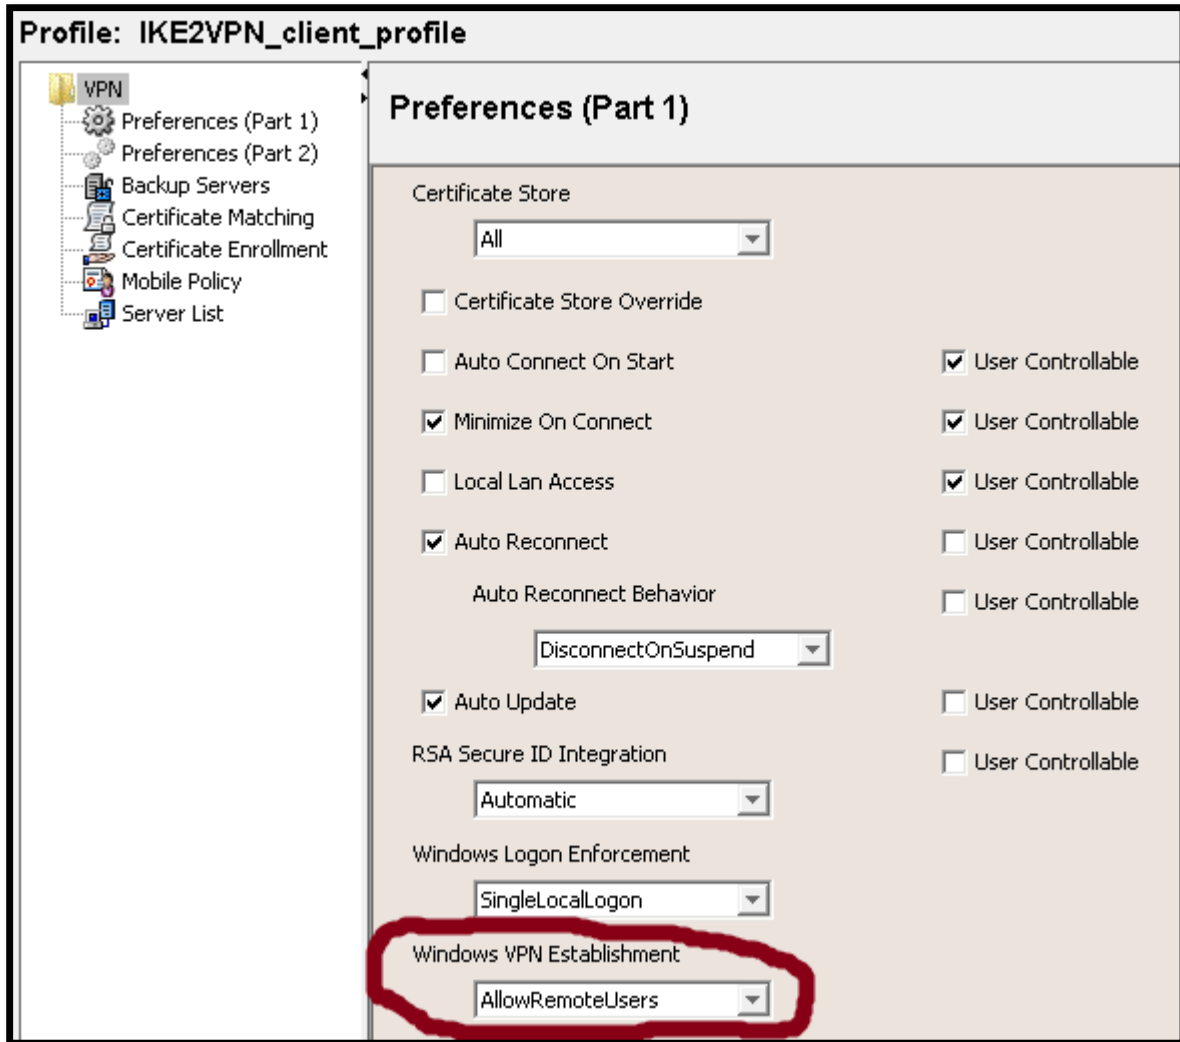 Profile: IKE2VPN_client_profile
VPN
Preferences (Part 1)
Preferences (Part 2)
Backup Servers
Certificate Matching
Certificate Enrollment
Mobile Policy
Server List
Preferences (Part 1)
Certificate Store
All
Certificate Store Override
Auto Connect On Start User Controllable
Minimize On Connect User Controllable
Local Lan Access User Controllable
Auto Reconnect User Controllable
Auto Reconnect Behavior User Controllable
DisconnectOnSuspend
Auto Update User Controllable
RSA Secure ID Integration User Controllable
Automatic
Windows Logon Enforcement
SingleLocalLogon
Windows VPN Establishment
AllowRemoteUsers